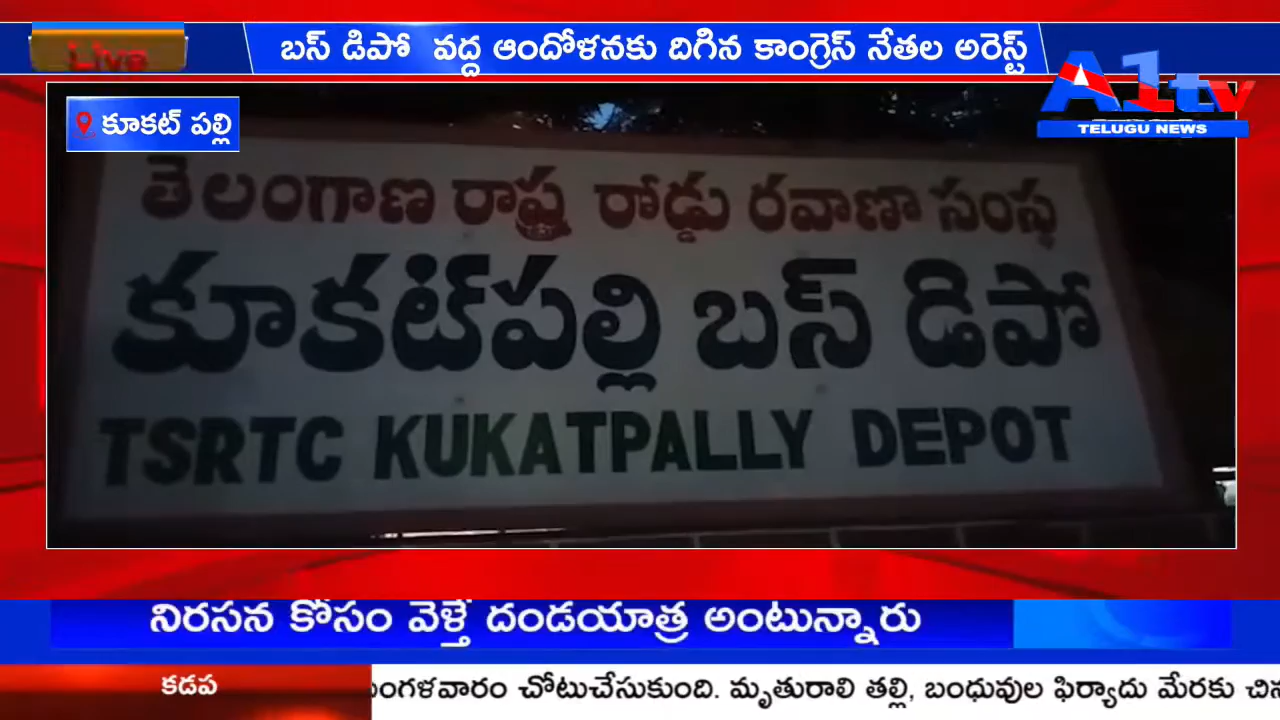 Live
బస్ డిపో వద్ద ఆందోళనకు దిగిన కాంగ్రెస్ నేతల అరెస్ట్
A1tv
TELUGU NEWS
కూకట్ పల్లి
తెలంగాణ రాష్ట్ర రోడ్డు రవాణా సంస్థ
కూకట్‌పల్లి బస్ డిపో
TSRTC KUKATPALLY DEPOT
నిరసన కోసం వెళ్తే దండయాత్ర అంటున్నారు
కడప
చోటుచేసుకుంది. మృతురాలి తల్లి, బంధువుల ఫిర్యాదు మేరకు